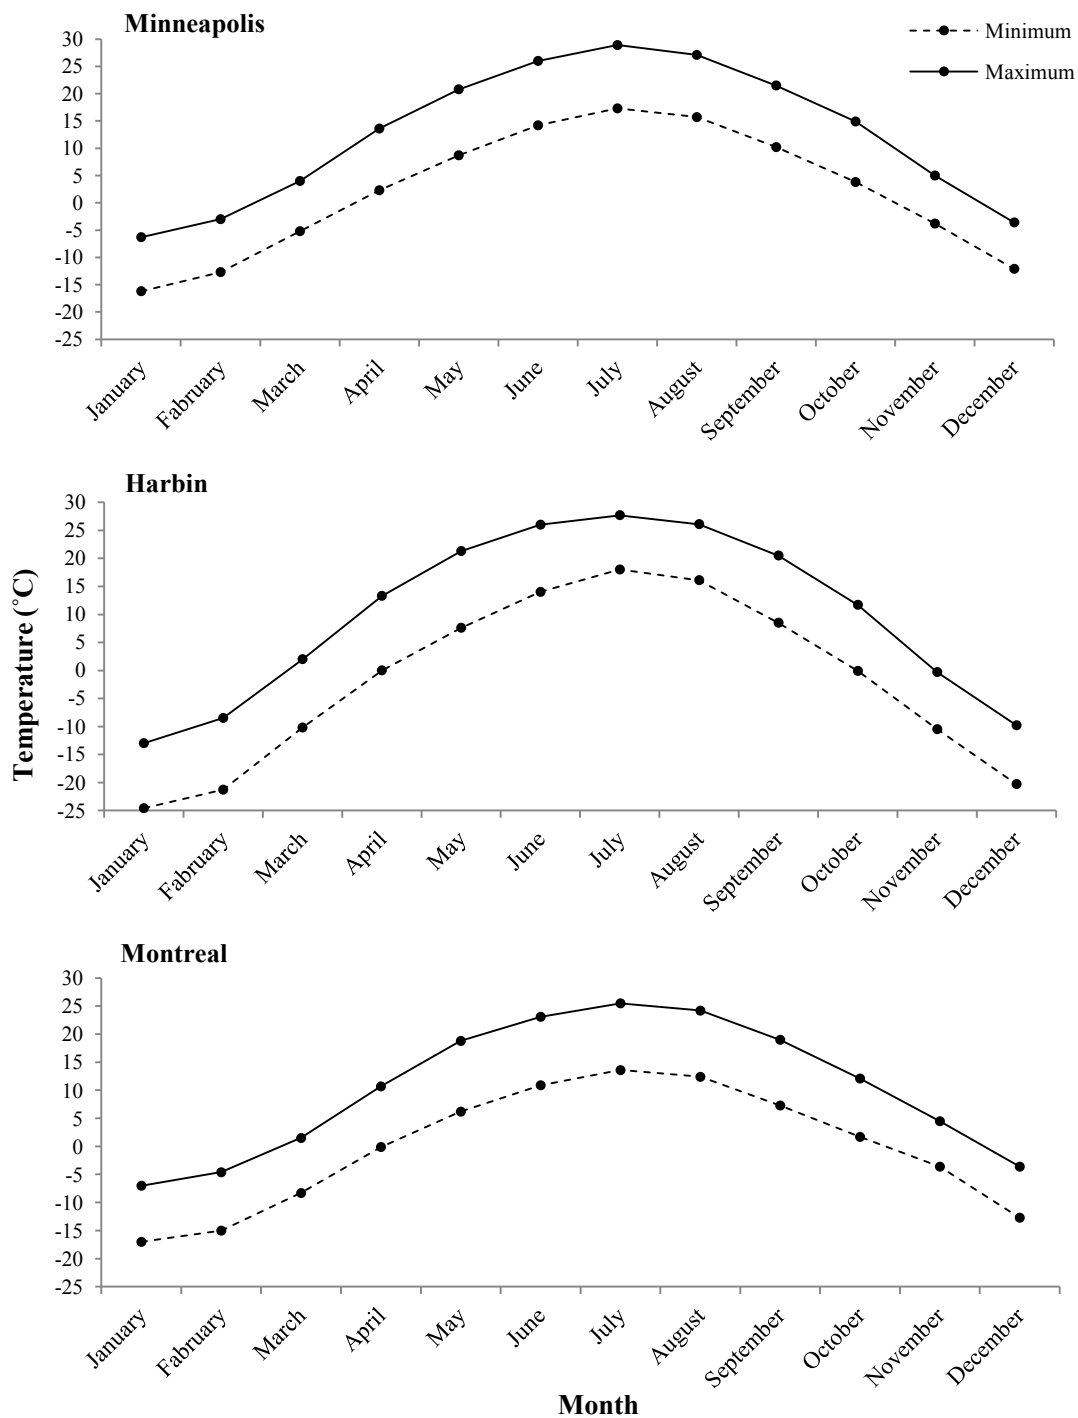 Minneapolis
Minimum
Maximum
30
25
20
15
10
5
0
-5
-10
-15
-20
-25
January
Fabruary
March
April
May
June
July
August
September
October
November
December
Harbin
Temperature (˚C)
30
25
20
15
10
5
0
-5
-10
-15
-20
-25
January
Fabruary
March
April
May
June
July
August
September
October
November
December
Montreal
30
25
20
15
10
5
0
-5
-10
-15
-20
-25
January
Fabruary
March
April
May
June
July
August
September
October
November
December
Month